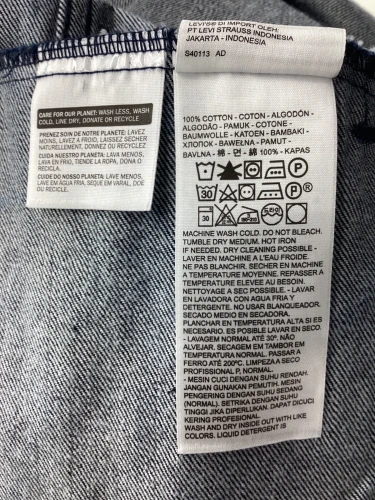 LEVI'S® DI IMPORT OLEH:
PT LEVI STRAUSS INDONESIA
JAKARTA - INDONESIA
S40113 AD
CARE FOR OUR PLANET: WASH LESS, WASH
COLD, LINE DRY, DONATE OR RECYCLE
PRENEZ SOIN DE NOTRE PLANÈTE: LAVEZ
MOINS, LAVEZ À FROID, LAISSEZ SÉCHER
NATURELLEMENT, DONNEZ OU RECYCLEZ
CUIDA NUESTRO PLANETA: LAVA MENOS,
LAVA EN FRÍO, TIENDE LA ROPA, DONA O
RECICLA
CUIDE DO NOSSO PLANETA: LAVE MENOS,
LAVE EM ÁGUA FRIA, SEQUE EM VARAL, DOE
OU RECICLE
100% COTTON - COTON - ALGODÓN -
ALGODÃO - PAMUK - COTONE -
BAUMWOLLE - KATOEN - BAMBAKI -
ХЛОПОК - BAWEŁNA - PAMUT -
BAVLNA - 棉 - 면 - 綿 100% - KAPAS
30
P
P
®
30
MACHINE WASH COLD. DO NOT BLEACH.
TUMBLE DRY MEDIUM. HOT IRON
IF NEEDED. DRY CLEANING POSSIBLE -
LAVER EN MACHINE A L'EAU FROIDE.
NE PAS BLANCHIR. SECHER EN MACHINE
A TEMPERATURE MOYENNE. REPASSER A
TEMPERATURE ELEVEE AU BESOIN.
NETTOYAGE A SEC POSSIBLE. - LAVAR
EN LAVADORA CON AGUA FRIA Y
DETERGENTE. NO USAR BLANQUEADOR.
SECADO MEDIO EN SECADORA.
PLANCHAR EN TEMPERATURA ALTA SI ES
NECESARIO. ES POSIBLE LAVAR EN SECO.
- LAVAGEM NORMAL ATÉ 30º. NÃO
ALVEJAR. SECAGEM EM TAMBOR EM
TEMPERATURA NORMAL. PASSAR A
FERRO ATÉ 200ºC. LIMPEZA A SECO
PROFISSIONAL P, NORMAL.
- MESIN CUCI DENGAN SUHU RENDAH.
JANGAN GUNAKAN PEMUTIH. MESIN
PENGERING DENGAN SUHU SEDANG
(NORMAL). SETRIKA DENGAN SUHU
TINGGI JIKA DIPERLUKAN. DAPAT DICUCI
KERING PROFESIONAL.
WASH AND DRY INSIDE OUT WITH LIKE
COLORS. LIQUID DETERGENT IS